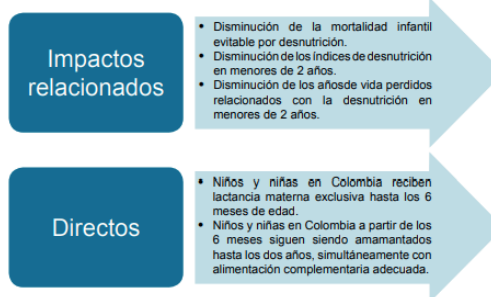 Impactos
relacionados
• Disminución de la mortalidad infantil
evitable por desnutrición.
• Disminución de los índices de desnutrición
en menores de 2 años.
• Disminución de los añosde vida perdidos
relacionados con la desnutrición en
menores de 2 años.
Directos
• Niños y niñas en Colombia reciben
lactancia materna exclusiva hasta los 6
meses de edad.
• Niños y niñas en Colombia a partir de los
6 meses siguen siendo amamantados
hasta los dos años, simultáneamente con
alimentación complementaria adecuada.